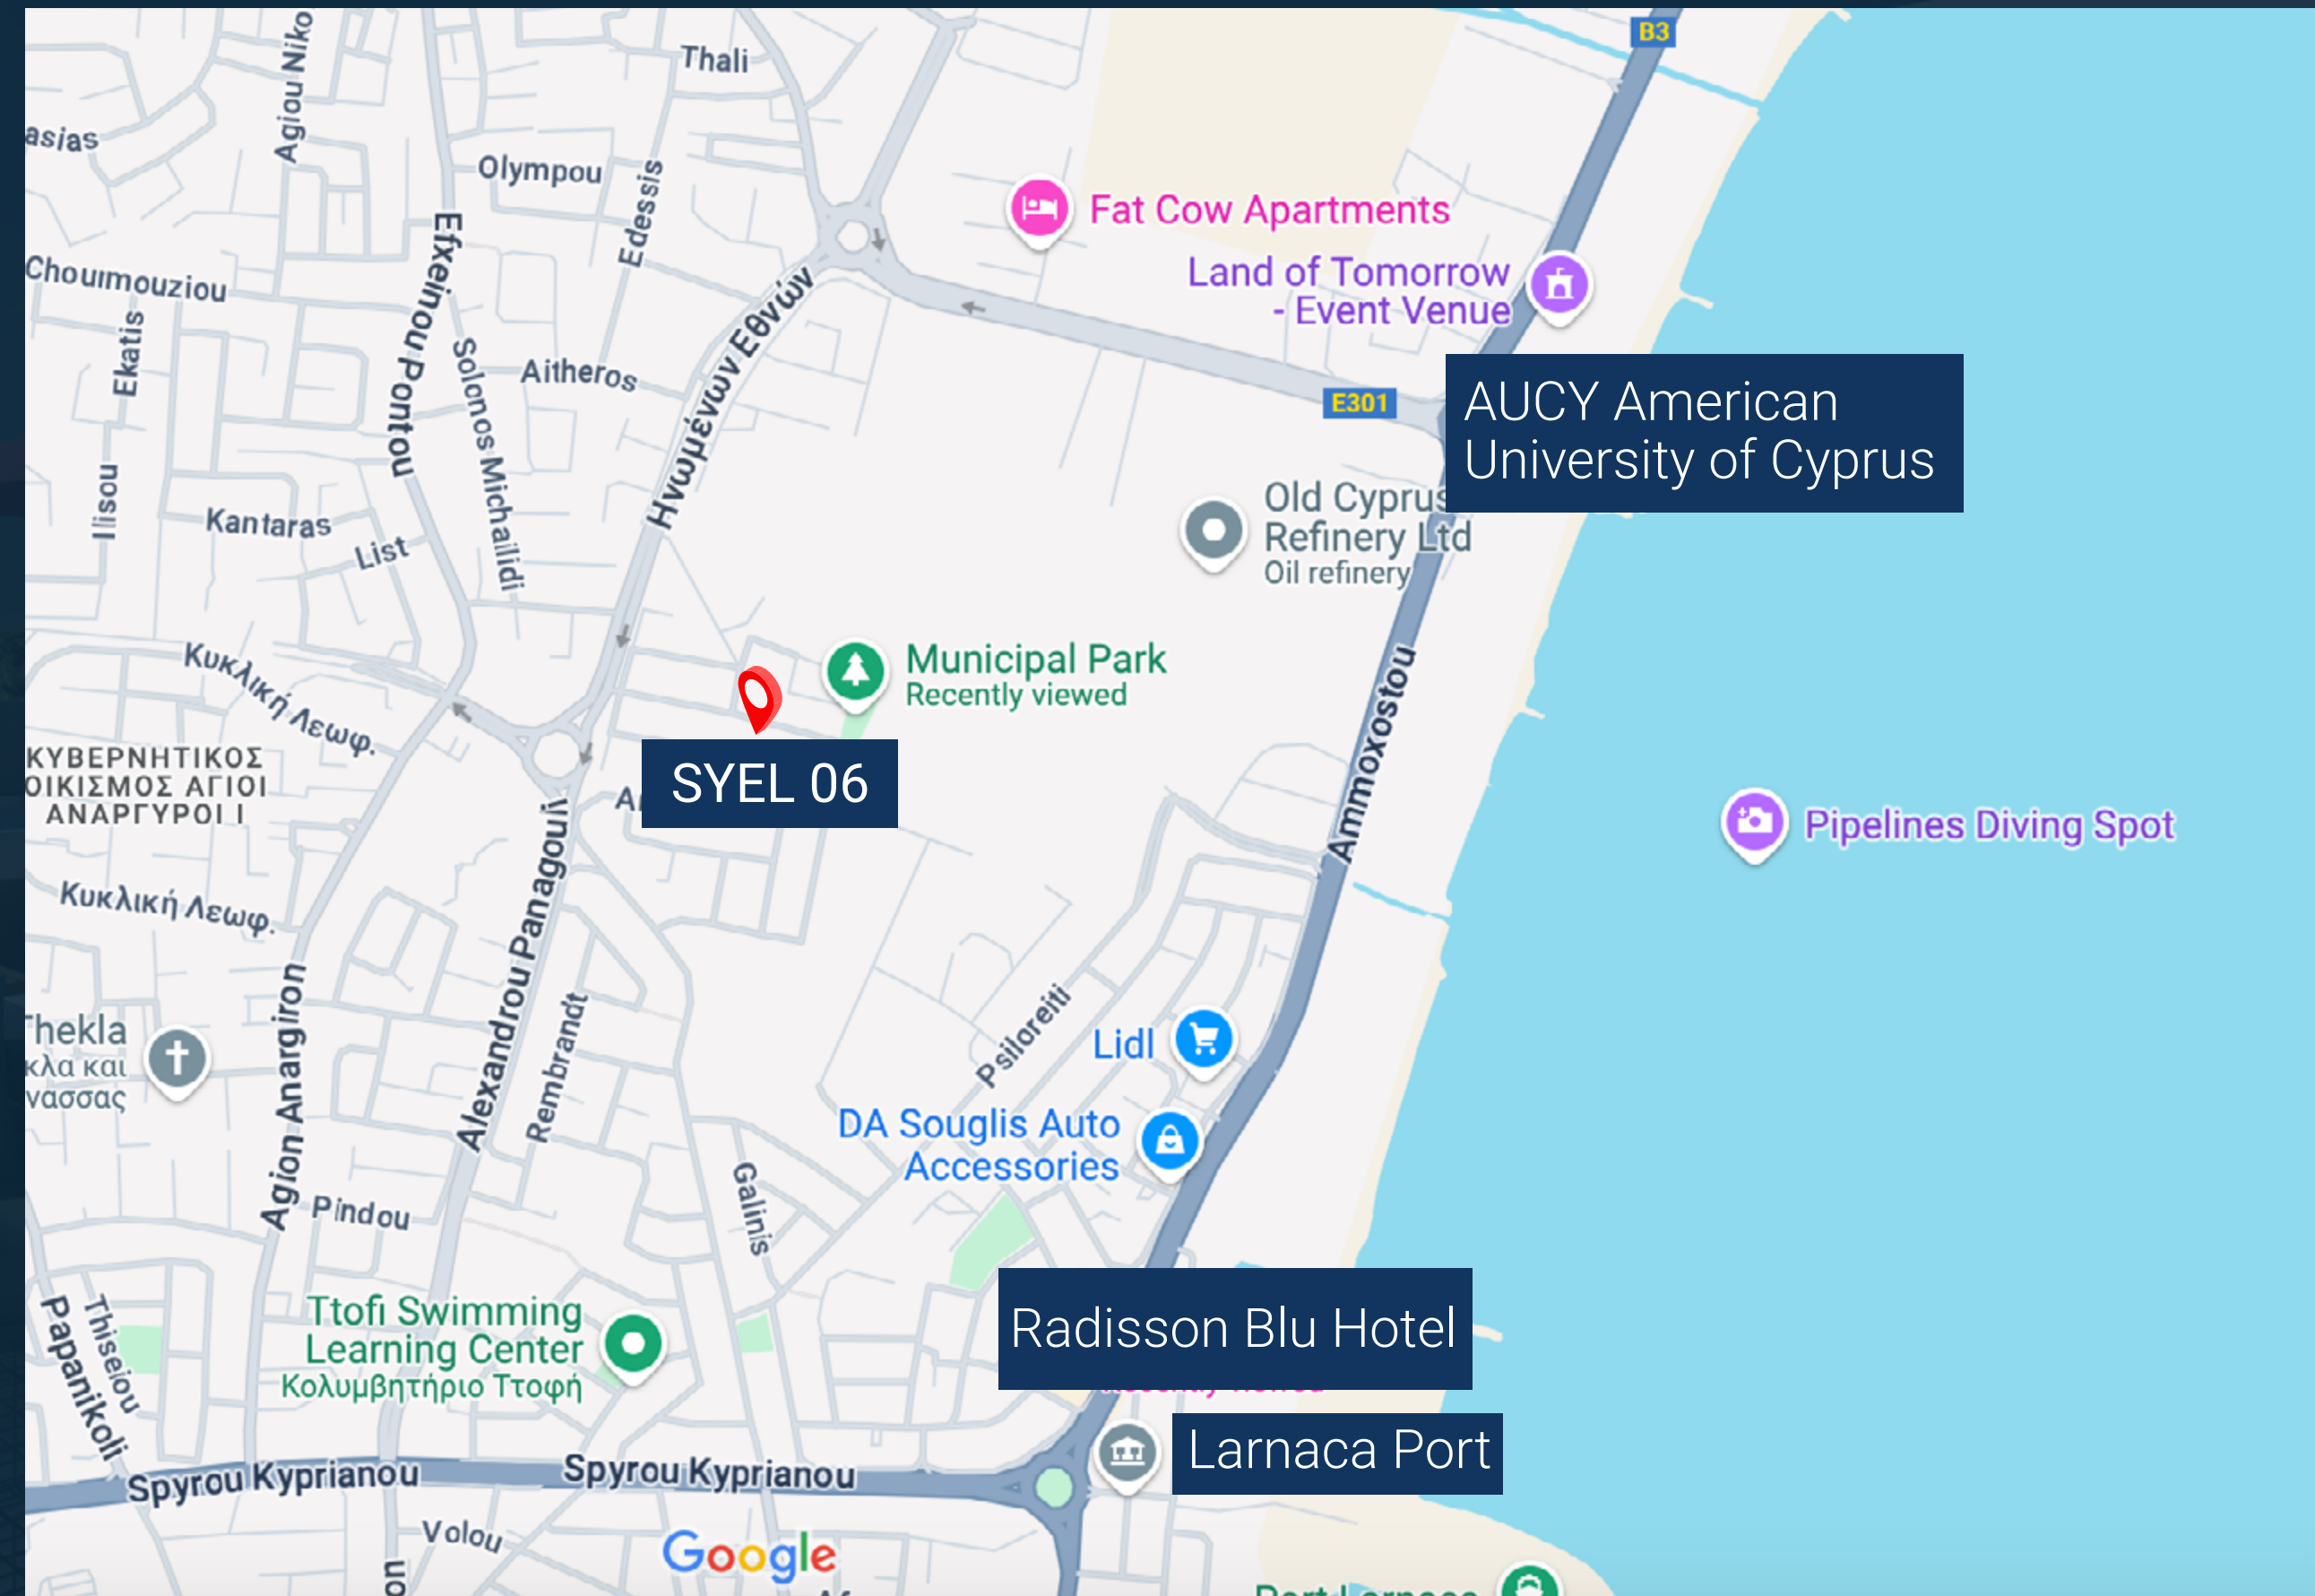 B3
Thali
Agiou Niko
asias
Olympou
Edessis
Fat Cow Apartments
Efxeinou Pontou
Choummouziou
Land of Tomorrow
- Event Venue
Ekatis
Ηνωμένων Εθνών
Solonos Michailidi
Aitheros
E301
AUCY American
University of Cyprus
Ilisou
Kantaras
List
Old Cyprus
Refinery Ltd
Oil refinery
Κυκλική Λεωφ.
Municipal Park
Recently viewed
Ammoxostou
ΚΥΒΕΡΝΗΤΙΚΟΣ
ΟΙΚΙΣΜΟΣ ΑΓΙΟΙ
ΑΝΑΡΓΥΡΟΙ Ι
SYEL 06
Pipelines Diving Spot
Κυκλική Λεωφ.
Alexandrou Panagouli
Agion Anargiron
Rembrandt
Psiloreiti
Thekla
κλα και
νασσας
Lidl
DA Souglis Auto
Accessories
Galinis
Pindou
Papanikoli
Thiseiou
Ttofi Swimming
Learning Center
Κολυμβητήριο Ττοφή
Radisson Blu Hotel
Larnaca Port
Spyrou Kyprianou
Spyrou Kyprianou
Volou
Google